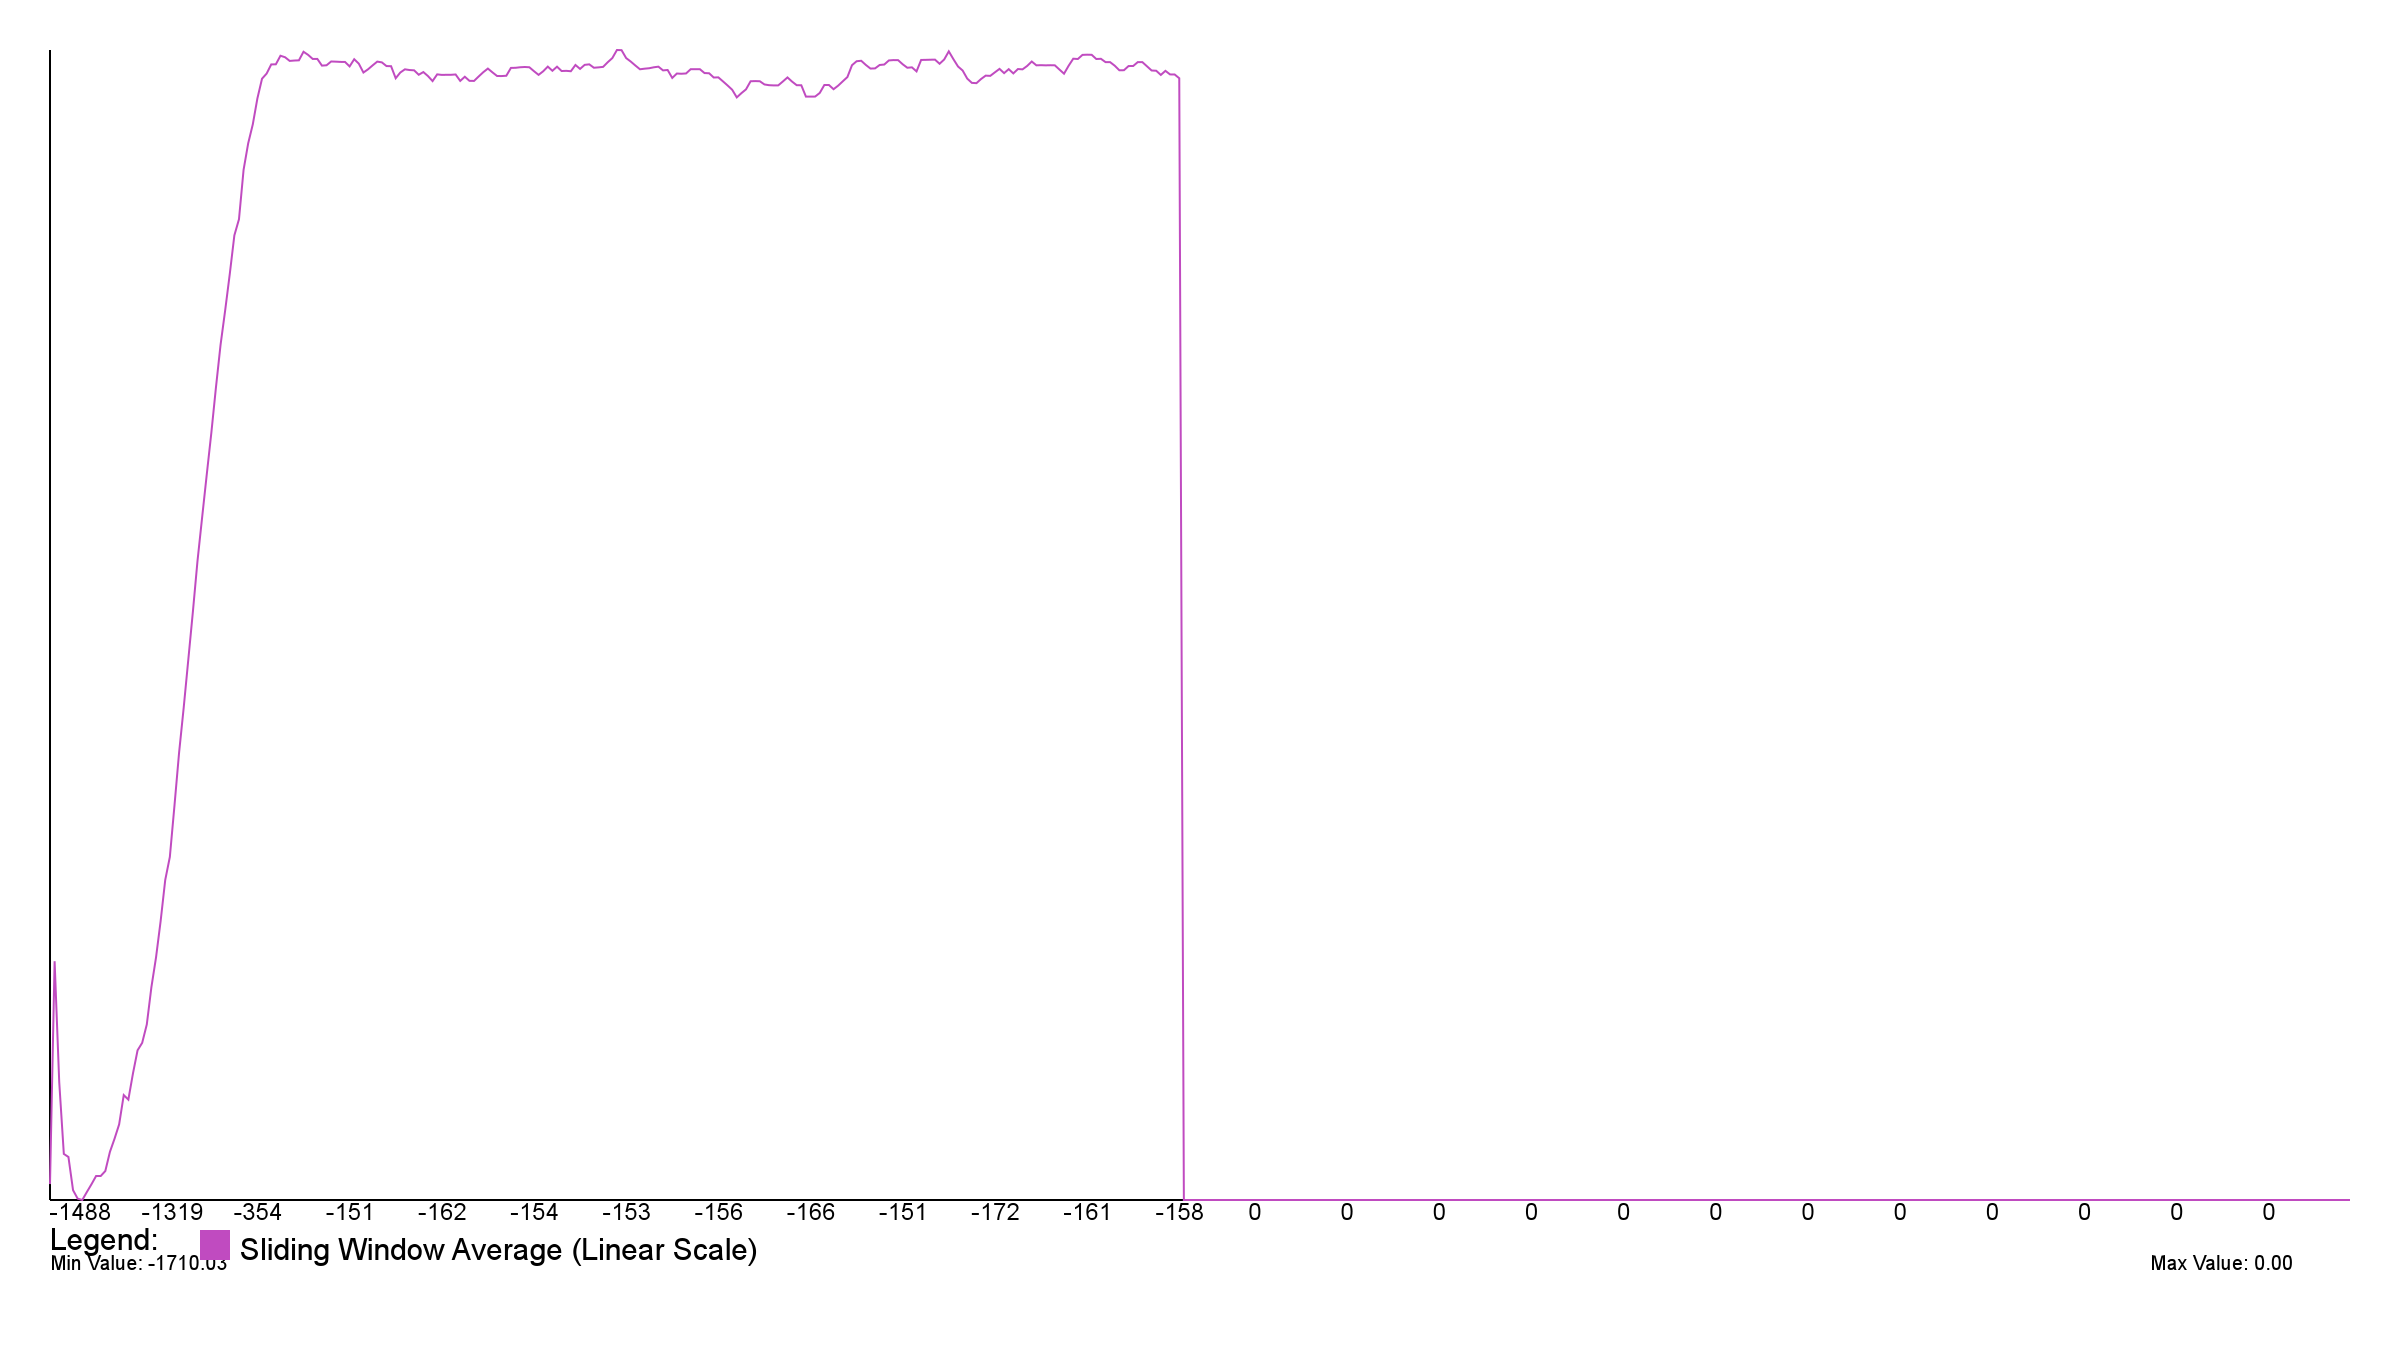 -1488 -1319 -354 -151 -162 -154 -153 -156 -166 -151 -172 -161 -158 0 0 0 0 0 0 0 0 0 0 0 0
Legend:
Sliding Window Average (Linear Scale)
Min Value: -1710.03
Max Value: 0.00